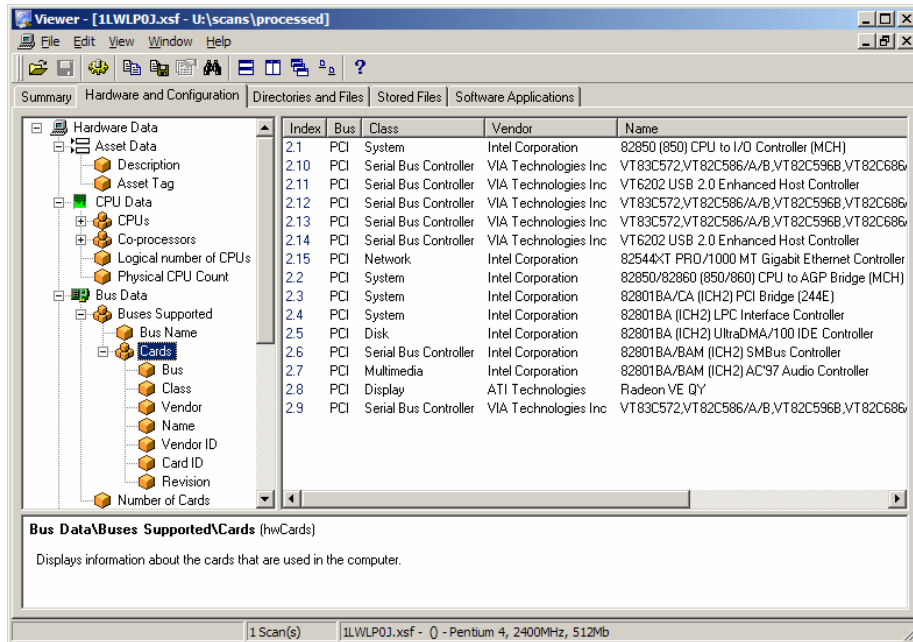 Viewer - [1LWLP0J.xsf - U:\scans\processed]
File Edit View Window Help
Summary Hardware and Configuration Directories and Files Stored Files Software Applications
Hardware Data
Asset Data
Description
Asset Tag
CPU Data
CPUs
Co-processors
Logical number of CPUs
Physical CPU Count
Bus Data
Buses Supported
Bus Name
Cards
Bus
Class
Vendor
Name
Vendor ID
Card ID
Revision
Number of Cards
Index Bus Class Vendor Name
2.1 PCI System Intel Corporation 82850 (850) CPU to I/O Controller (MCH)
2.10 PCI Serial Bus Controller VIA Technologies Inc VT83C572,VT82C586/A/B,VT82C596B,VT82C686/
2.11 PCI Serial Bus Controller VIA Technologies Inc VT6202 USB 2.0 Enhanced Host Controller
2.12 PCI Serial Bus Controller VIA Technologies Inc VT83C572,VT82C586/A/B,VT82C596B,VT82C686/
2.13 PCI Serial Bus Controller VIA Technologies Inc VT83C572,VT82C586/A/B,VT82C596B,VT82C686/
2.14 PCI Serial Bus Controller VIA Technologies Inc VT6202 USB 2.0 Enhanced Host Controller
2.15 PCI Network Intel Corporation 82544XT PRO/1000 MT Gigabit Ethernet Controller
2.2 PCI System Intel Corporation 82850/82860 (850/860) CPU to AGP Bridge (MCH)
2.3 PCI System Intel Corporation 82801BA/CA (ICH2) PCI Bridge (244E)
2.4 PCI System Intel Corporation 82801BA (ICH2) LPC Interface Controller
2.5 PCI Disk Intel Corporation 82801BA (ICH2) UltraDMA/100 IDE Controller
2.6 PCI Serial Bus Controller Intel Corporation 82801BA/BAM (ICH2) SMBus Controller
2.7 PCI Multimedia Intel Corporation 82801BA/BAM (ICH2) AC'97 Audio Controller
2.8 PCI Display ATI Technologies Radeon VE QY
2.9 PCI Serial Bus Controller VIA Technologies Inc VT83C572,VT82C586/A/B,VT82C596B,VT82C686/
Bus Data\Buses Supported\Cards (hwCards)
Displays information about the cards that are used in the computer.
1 Scan(s) 1LWLP0J.xsf - () - Pentium 4, 2400MHz, 512Mb